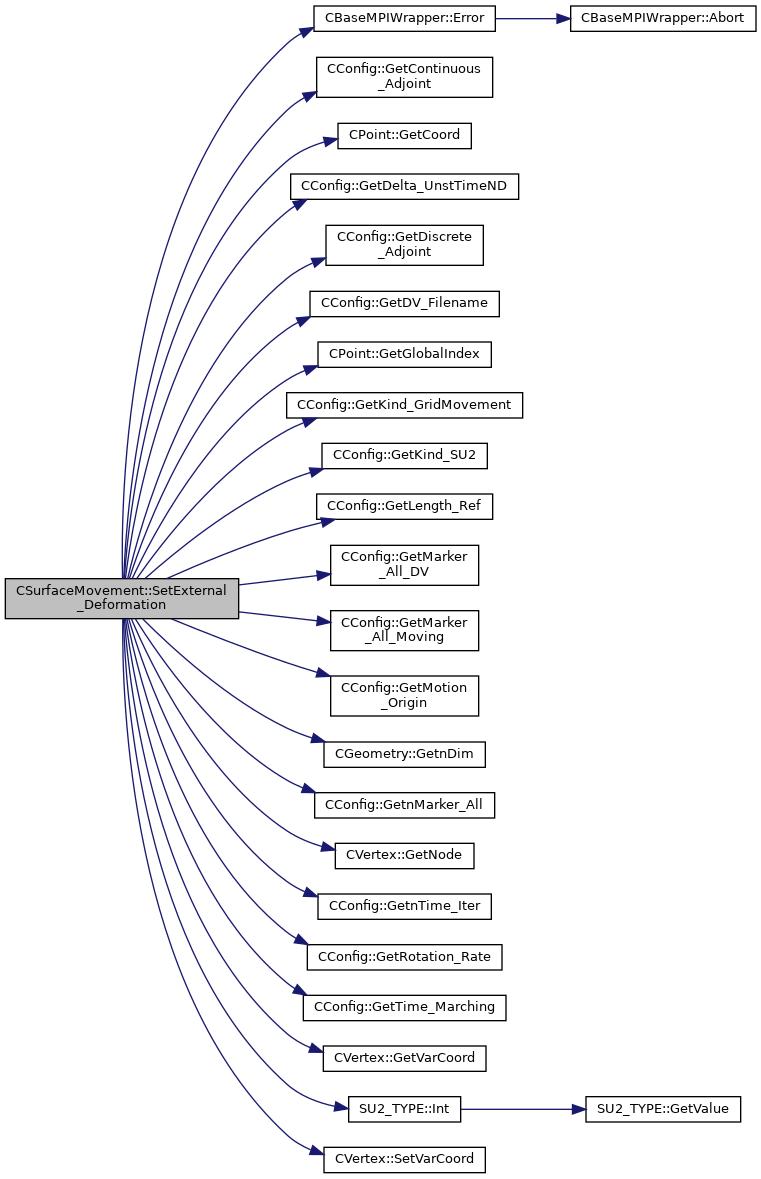 CBaseMPIWrapper::Error
CBaseMPIWrapper::Abort
CConfig::GetContinuous
_Adjoint
CPoint::GetCoord
CConfig::GetDelta_UnstTimeND
CConfig::GetDiscrete
_Adjoint
CConfig::GetDV_Filename
CPoint::GetGlobalIndex
CConfig::GetKind_GridMovement
CConfig::GetKind_SU2
CConfig::GetLength_Ref
CConfig::GetMarker
_All_DV
CSurfaceMovement::SetExternal
_Deformation
CConfig::GetMarker
_All_Moving
CConfig::GetMotion
_Origin
CGeometry::GetnDim
CConfig::GetnMarker_All
CVertex::GetNode
CConfig::GetnTime_Iter
CConfig::GetRotation_Rate
CConfig::GetTime_Marching
CVertex::GetVarCoord
SU2_TYPE::Int
SU2_TYPE::GetValue
CVertex::SetVarCoord